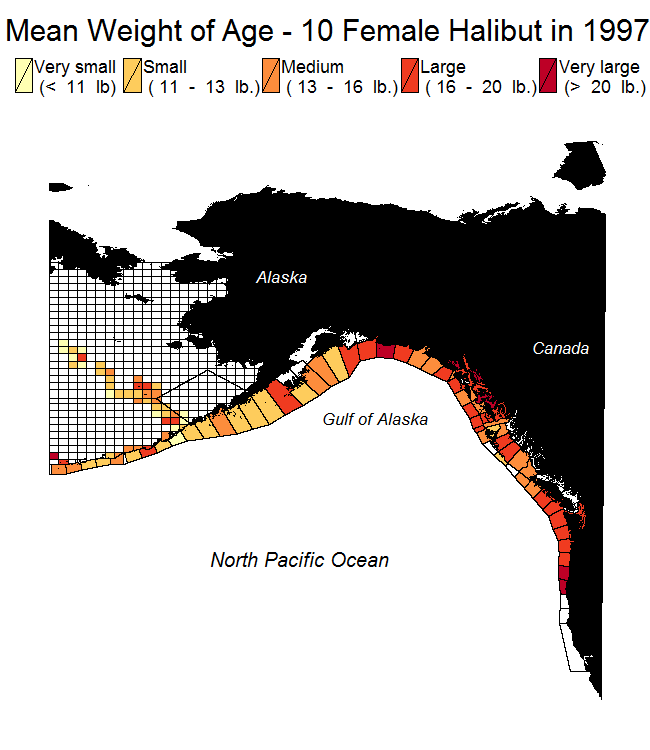 Mean Weight of Age - 10 Female Halibut in 1997
Very small Small Medium Large Very large
(< 11 lb) ( 11 - 13 lb.) ( 13 - 16 lb.) ( 16 - 20 lb.) (> 20 lb.)
Alaska
Canada
Gulf of Alaska
North Pacific Ocean